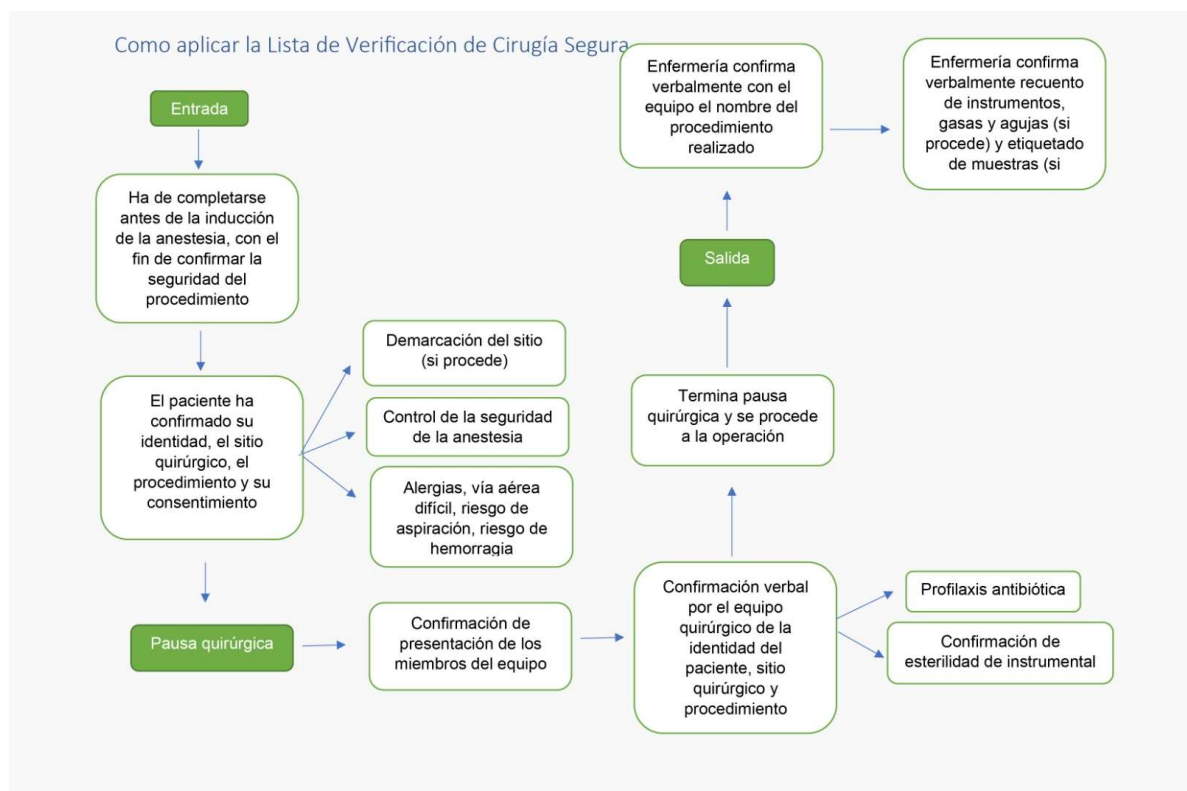 Como aplicar la Lista de Verificación de Cirugía Segura
Entrada
Ha de completarse
antes de la inducción
de la anestesia, con el
fin de confirmar la
seguridad del
procedimiento
El paciente ha
confirmado su
identidad, el sitio
quirúrgico, el
procedimiento y su
consentimiento
Demarcación del sitio
(si procede)
Control de la seguridad
de la anestesia
Alergias, vía aérea
difícil, riesgo de
aspiración, riesgo de
hemorragia
Pausa quirúrgica
Confirmación de
presentación de los
miembros del equipo
Confirmación verbal
por el equipo
quirúrgico de la
identidad del
paciente, sitio
quirúrgico y
procedimiento
Profilaxis antibiótica
Confirmación de
esterilidad de instrumental
Termina pausa
quirúrgica y se procede
a la operación
Salida
Enfermería confirma
verbalmente con el
equipo el nombre del
procedimiento
realizado
Enfermería confirma
verbalmente recuento
de instrumentos,
gasas y agujas (si
procede) y etiquetado
de muestras (si